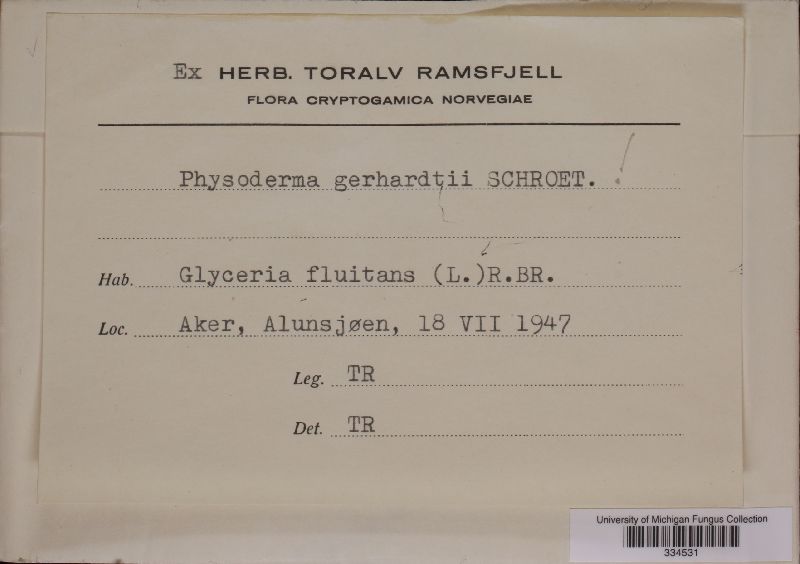 Ex HERB. TORALV RAMSFJELL
FLORA CRYPTOGAMICA NORVEGIAE
Physoderma gerhardtii SCHROET. !
Hab. Glyceria fluitans (L.)R.BR.
Loc. Aker, Alunsjøen, 18 VII 1947
Leg. TR
Det. TR
University of Michigan Fungus Collection
334531